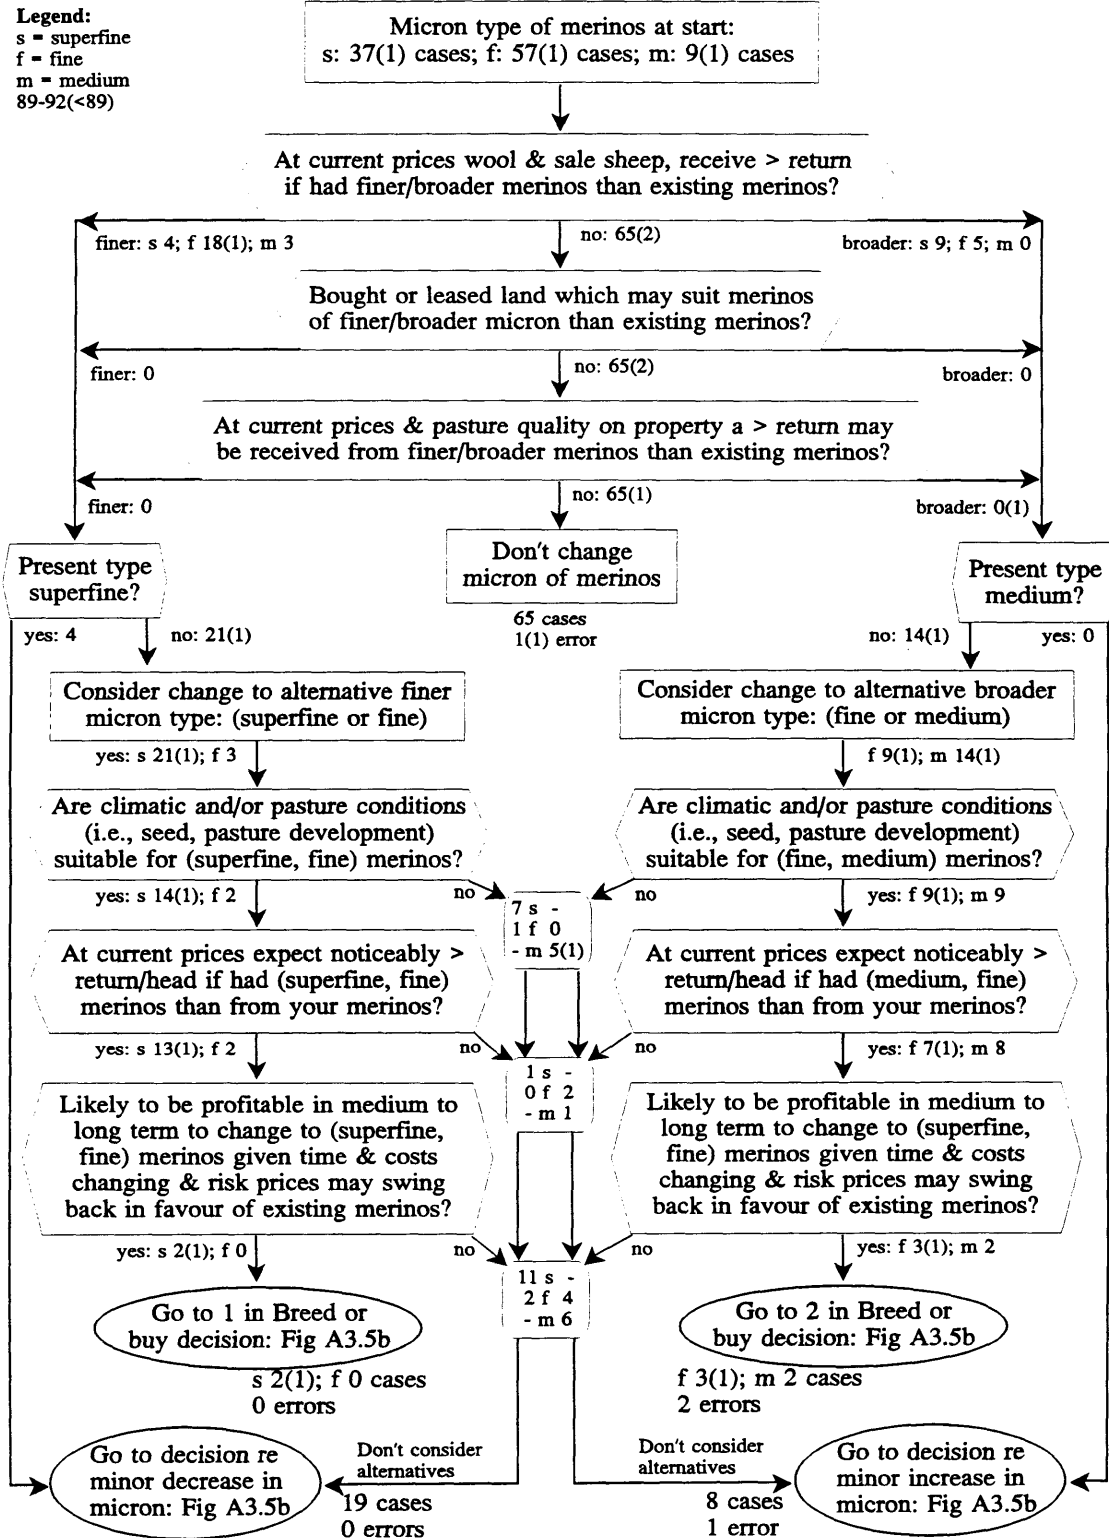 Legend:
s = superfine
f = fine
m = medium
89-92(<89)
Micron type of merinos at start:
s: 37(1) cases; f: 57(1) cases; m: 9(1) cases
At current prices wool & sale sheep, receive > return
if had finer/broader merinos than existing merinos?
finer: s 4; f 18(1); m 3
no: 65(2)
broader: s 9; f 5; m 0
Bought or leased land which may suit merinos
of finer/broader micron than existing merinos?
finer: 0
no: 65(2)
broader: 0
At current prices & pasture quality on property a > return may
be received from finer/broader merinos than existing merinos?
finer: 0
no: 65(1)
broader: 0(1)
Present type
superfine?
Don't change
micron of merinos
Present type
medium?
65 cases
1(1) error
yes: 4
no: 21(1)
no: 14(1)
yes: 0
Consider change to alternative finer
micron type: (superfine or fine)
Consider change to alternative broader
micron type: (fine or medium)
yes: s 21(1); f 3
f 9(1); m 14(1)
Are climatic and/or pasture conditions
(i.e., seed, pasture development)
suitable for (superfine, fine) merinos?
Are climatic and/or pasture conditions
(i.e., seed, pasture development)
suitable for (fine, medium) merinos?
yes: s 14(1); f 2
no
no
yes: f 9(1); m 9
7 s -
1 f 0
- m 5(1)
At current prices expect noticeably >
return/head if had (superfine, fine)
merinos than from your merinos?
At current prices expect noticeably >
return/head if had (medium, fine)
merinos than from your merinos?
yes: s 13(1); f 2
no
no
yes: f 7(1); m 8
1 s -
0 f 2
- m 1
Likely to be profitable in medium to
long term to change to (superfine,
fine) merinos given time & costs
changing & risk prices may swing
back in favour of existing merinos?
Likely to be profitable in medium to
long term to change to (superfine,
fine) merinos given time & costs
changing & risk prices may swing
back in favour of existing merinos?
yes: s 2(1); f 0
no
no
yes: f 3(1); m 2
11 s -
2 f 4
- m 6
Go to 1 in Breed or
buy decision: Fig A3.5b
Go to 2 in Breed or
buy decision: Fig A3.5b
s 2(1); f 0 cases
0 errors
f 3(1); m 2 cases
2 errors
Go to decision re
minor decrease in
micron: Fig A3.5b
Don't consider
alternatives
19 cases
0 errors
Don't consider
alternatives
8 cases
1 error
Go to decision re
minor increase in
micron: Fig A3.5b